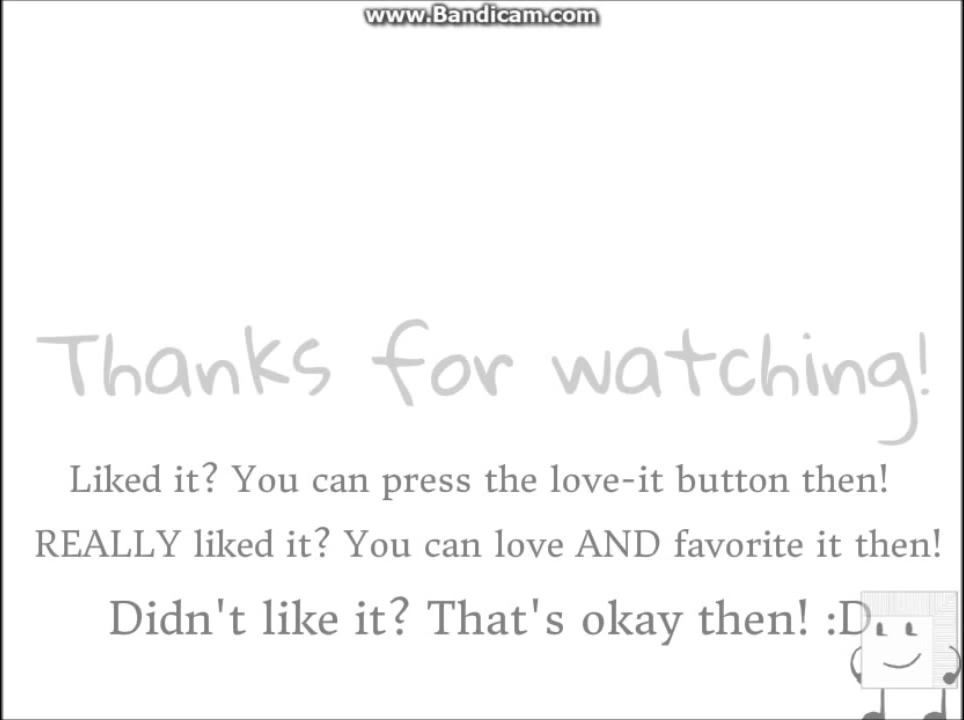 www.Bandicam.com
Thanks for watching!
Liked it? You can press the love-it button then!
REALLY liked it? You can love AND favorite it then!
Didn't like it? That's okay then! :D